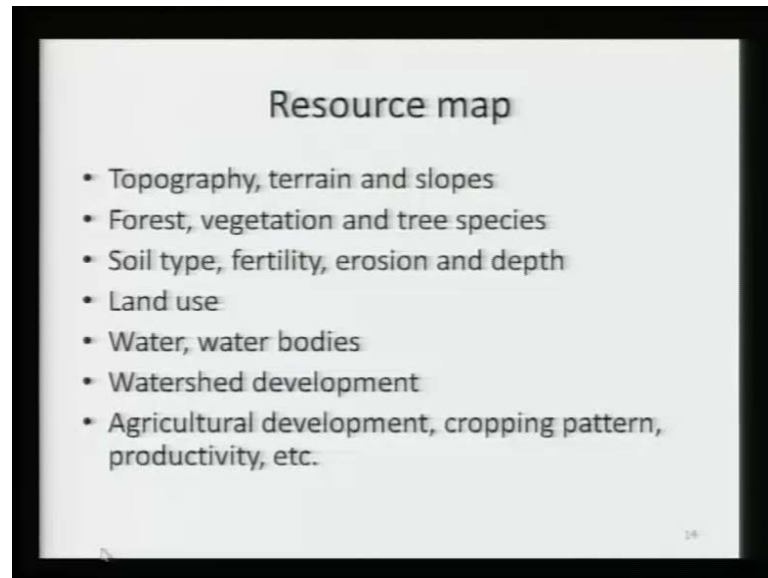 Resource map
• Topography, terrain and slopes
• Forest, vegetation and tree species
• Soil type, fertility, erosion and depth
• Land use
• Water, water bodies
• Watershed development
• Agricultural development, cropping pattern,
productivity, etc.